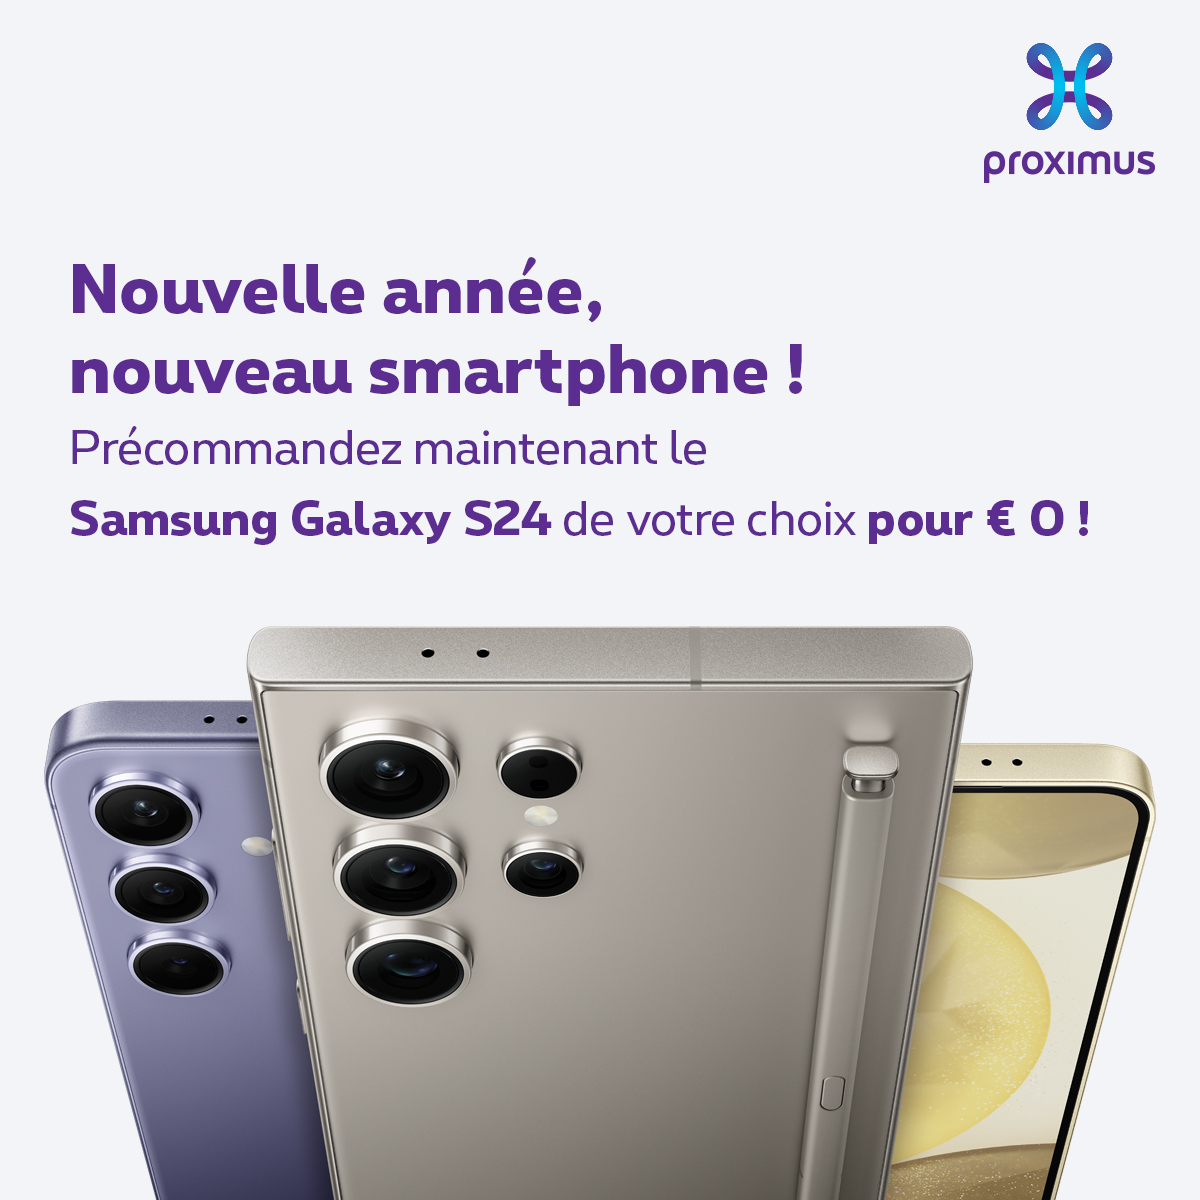 proximus
Nouvelle année,
nouveau smartphone !
Précommandez maintenant le
Samsung Galaxy S24 de votre choix pour € 0 !